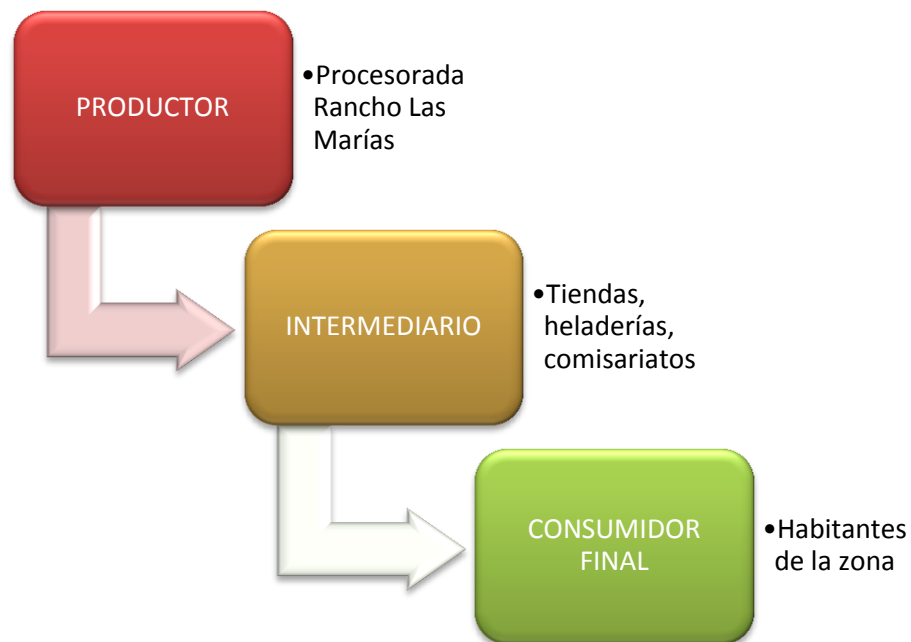 PRODUCTOR
•Procesorada
Rancho Las
Marías
INTERMEDIARIO
•Tiendas,
heladerías,
comisariatos
CONSUMIDOR
FINAL
•Habitantes
de la zona